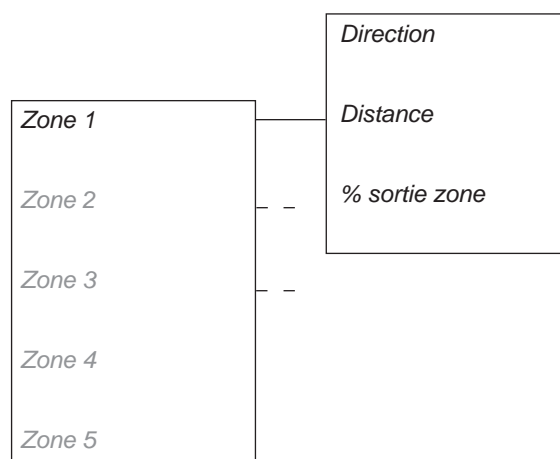 Direction
Distance
% sortie zone
Zone 1
Zone 2
Zone 3
Zone 4
Zone 5